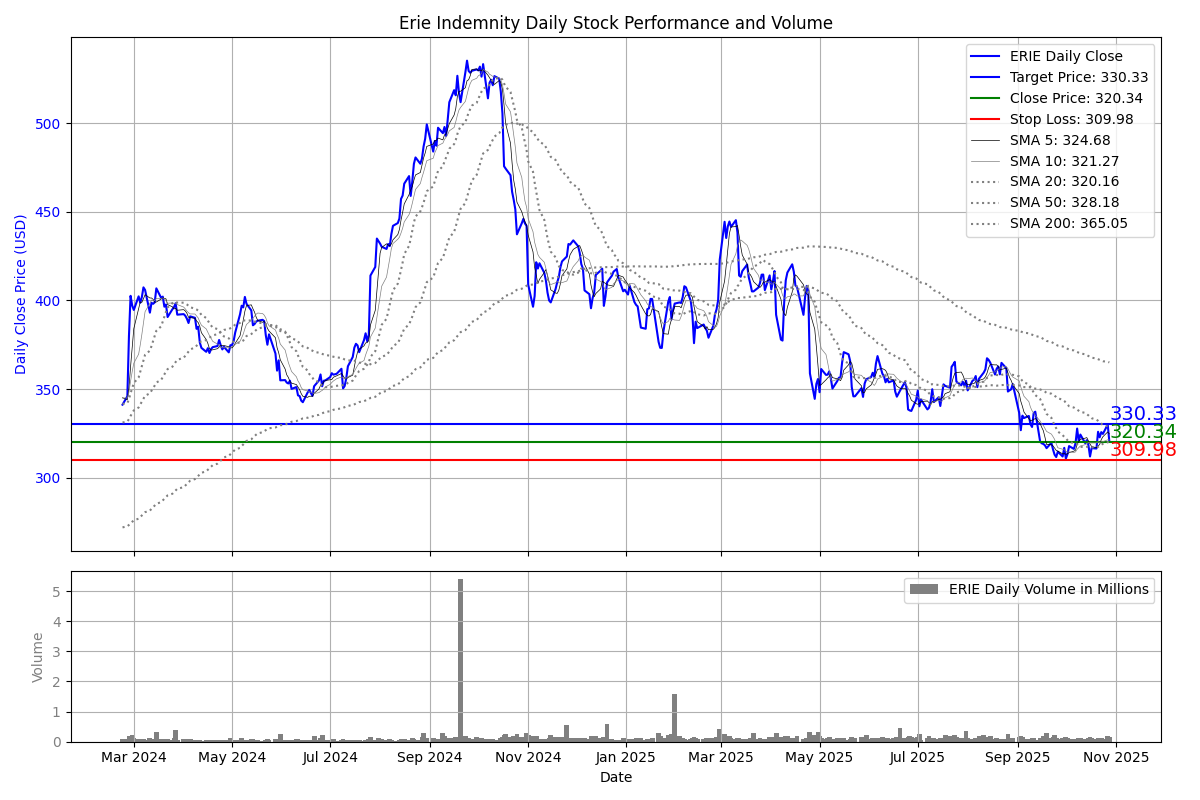 Erie Indemnity Daily Stock Performance and Volume
ERIE Daily Close
Target Price: 330.33
Close Price: 320.34
Stop Loss: 309.98
SMA 5: 324.68
SMA 10: 321.27
SMA 20: 320.16
SMA 50: 328.18
SMA 200: 365.05
Daily Close Price (USD)
500
450
400
350
300
330.33
320.34
309.98
ERIE Daily Volume in Millions
Volume
5
4
3
2
1
0
Mar 2024 May 2024 Jul 2024 Sep 2024 Nov 2024 Jan 2025 Mar 2025 May 2025 Jul 2025 Sep 2025 Nov 2025
Date